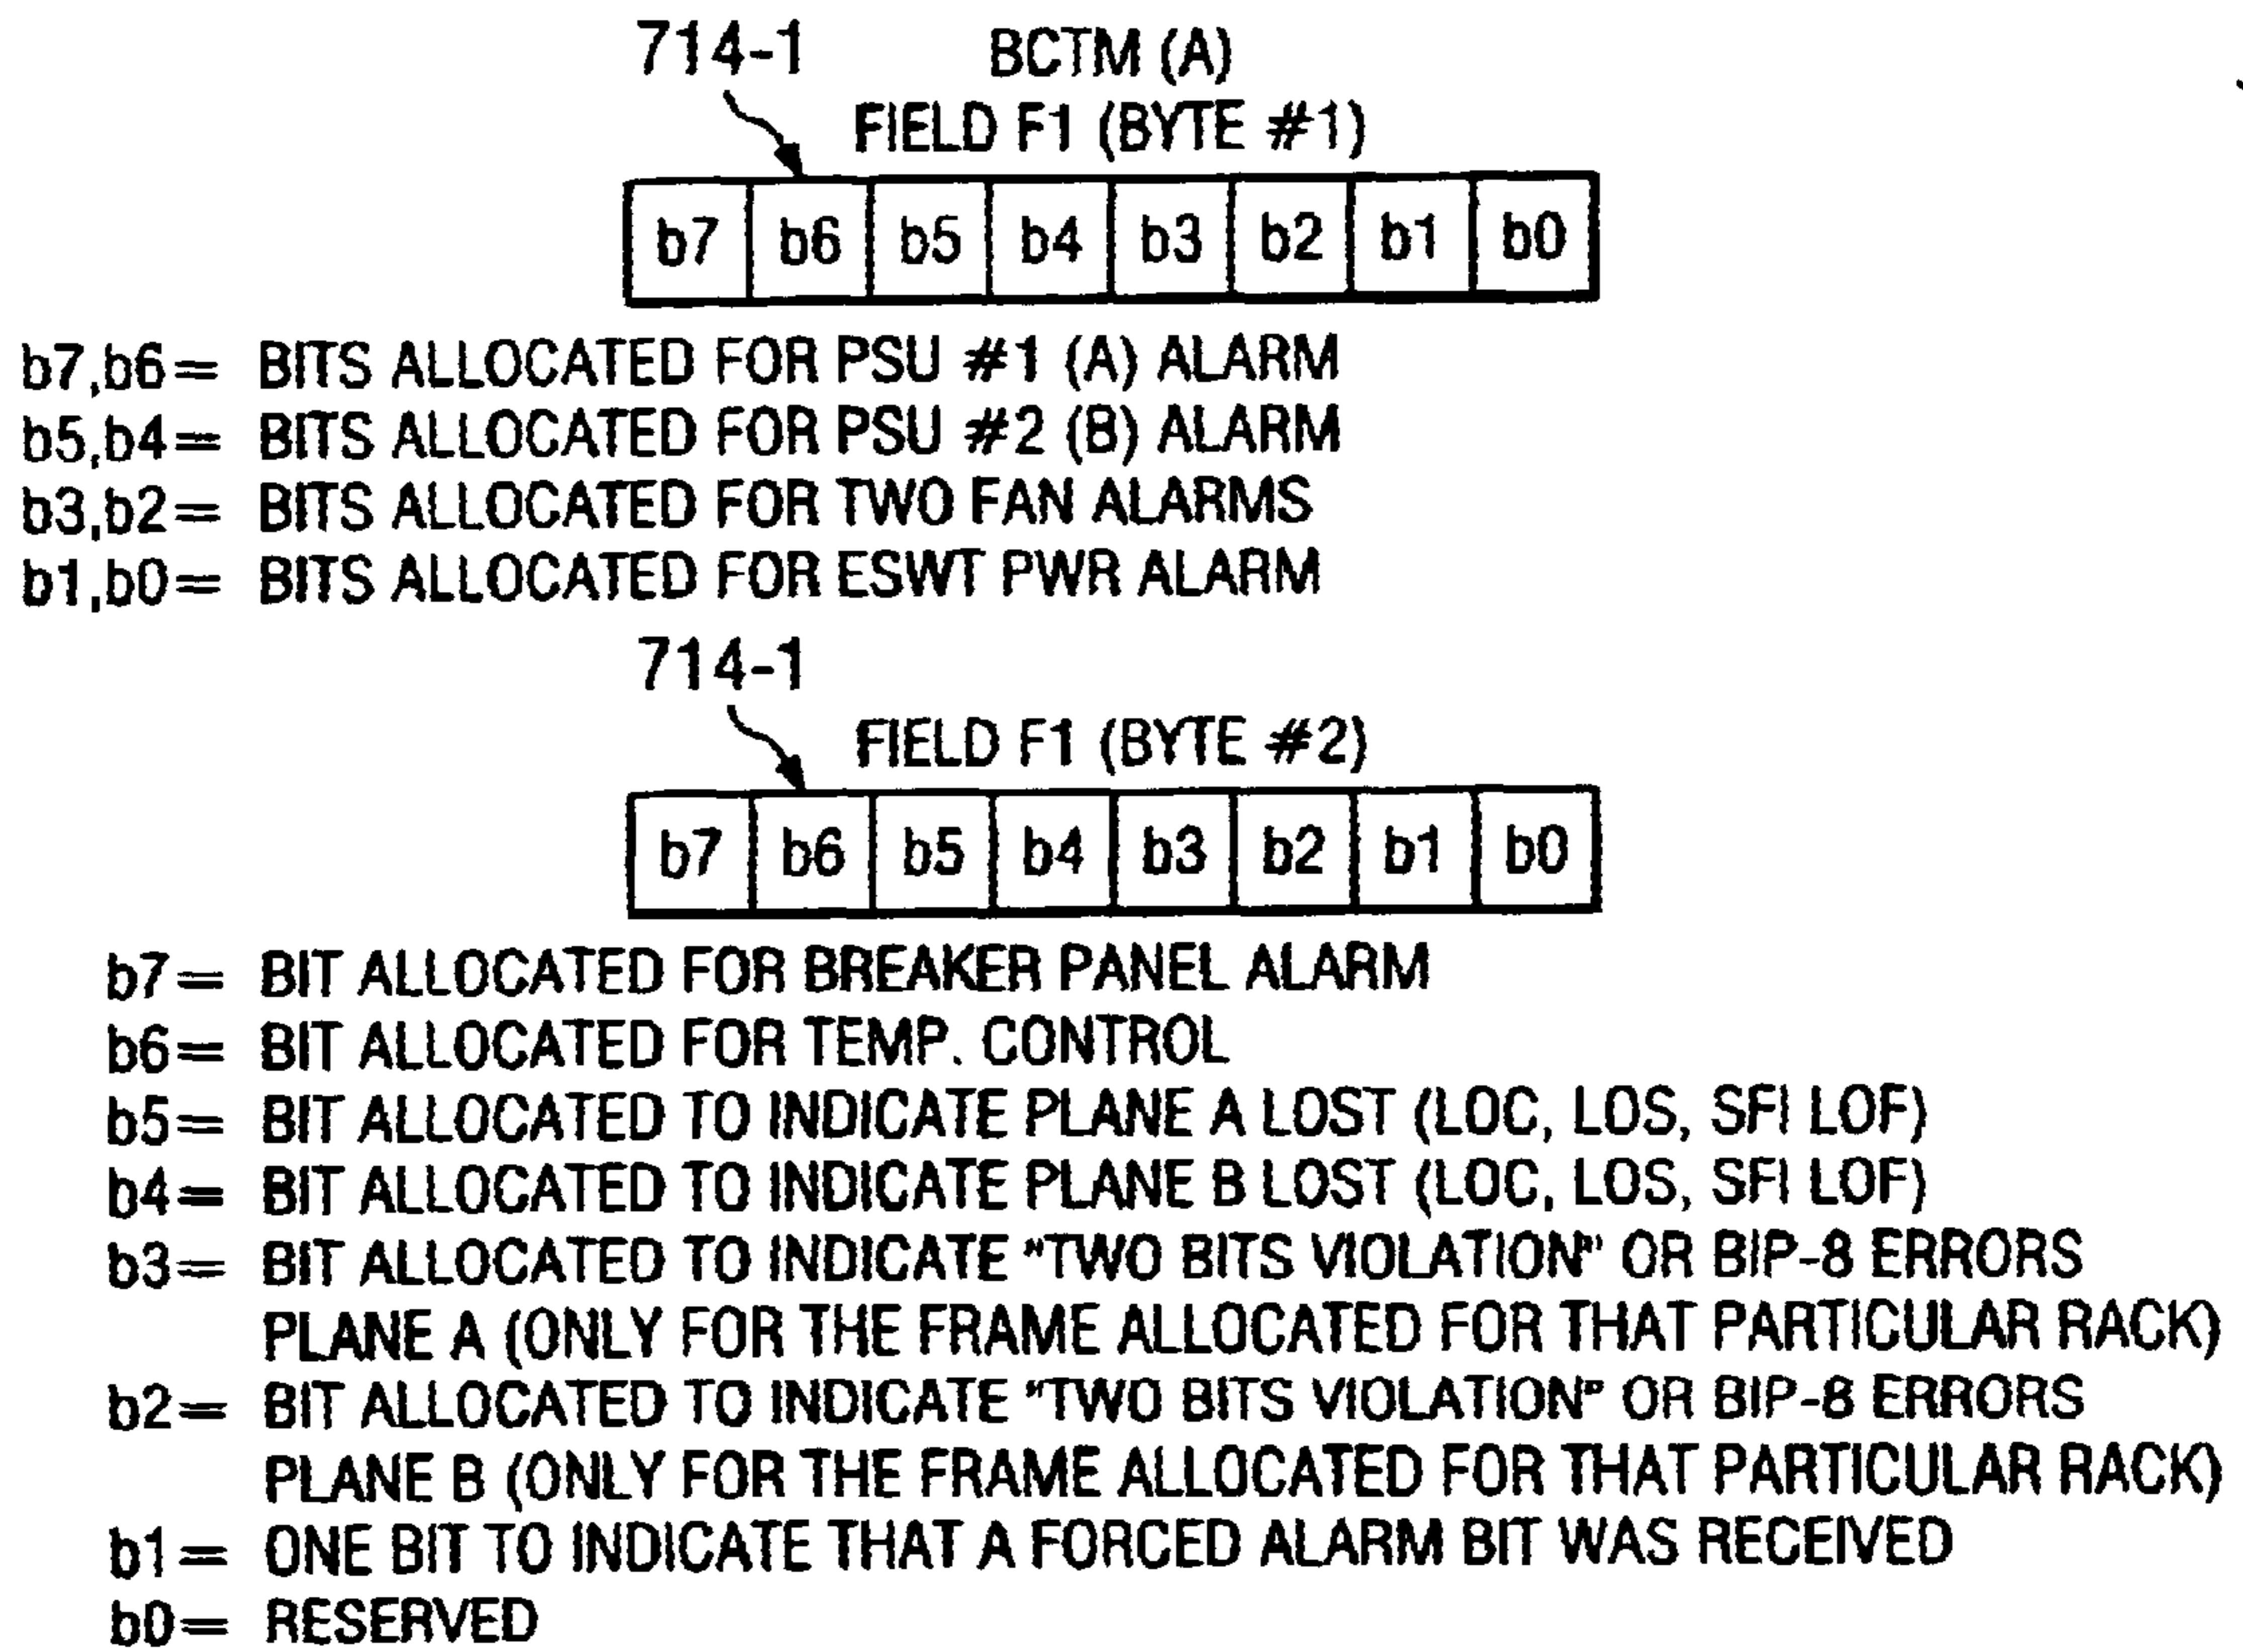 714-1 BCTM (A)
FIELD F1 (BYTE #1)
b7 b6 b5 b4 b3 b2 b1 b0
b7,b6= BITS ALLOCATED FOR PSU #1 (A) ALARM
b5,b4= BITS ALLOCATED FOR PSU #2 (B) ALARM
b3,b2= BITS ALLOCATED FOR TWO FAN ALARMS
b1,b0= BITS ALLOCATED FOR ESWT PWR ALARM
714-1
FIELD F1 (BYTE #2)
b7 b6 b5 b4 b3 b2 b1 b0
b7= BIT ALLOCATED FOR BREAKER PANEL ALARM
b6= BIT ALLOCATED FOR TEMP. CONTROL
b5= BIT ALLOCATED TO INDICATE PLANE A LOST (LOC, LOS, SFI LOF)
b4= BIT ALLOCATED TO INDICATE PLANE B LOST (LOC, LOS, SFI LOF)
b3= BIT ALLOCATED TO INDICATE "TWO BITS VIOLATION" OR BIP-8 ERRORS
PLANE A (ONLY FOR THE FRAME ALLOCATED FOR THAT PARTICULAR RACK)
b2= BIT ALLOCATED TO INDICATE "TWO BITS VIOLATION" OR BIP-8 ERRORS
PLANE B (ONLY FOR THE FRAME ALLOCATED FOR THAT PARTICULAR RACK)
b1= ONE BIT TO INDICATE THAT A FORCED ALARM BIT WAS RECEIVED
b0= RESERVED